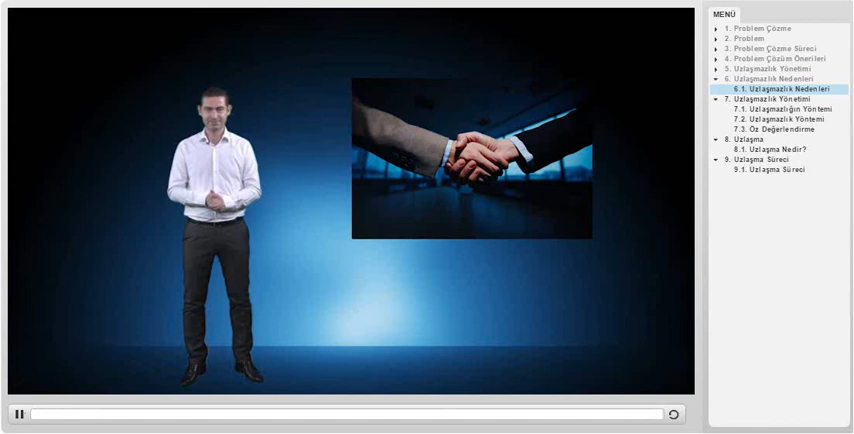 MENÜ
1. Problem Çözme
2. Problem
3. Problem Çözme Süreci
4. Problem Çözüm Önerileri
5. Uzlaşmazlık Yönetimi
6. Uzlaşmazlık Nedenleri
6.1. Uzlaşmazlık Nedenleri
7. Uzlaşmazlık Yönetimi
7.1. Uzlaşmazlığın Yöntemi
7.2. Uzlaşmazlık Yöntemi
7.3. Öz Değerlendirme
8. Uzlaşma
8.1. Uzlaşma Nedir?
9. Uzlaşma Süreci
9.1. Uzlaşma Süreci